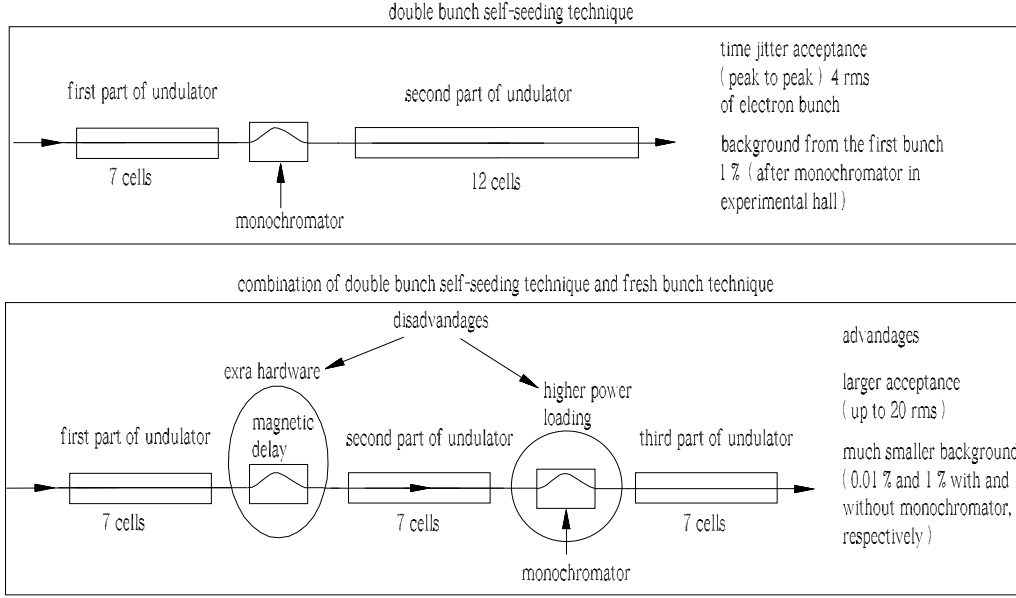 double bunch self-seeding technique
time jitter acceptance
(peak to peak) 4 rms
of electron bunch
first part of undulator
second part of undulator
background from the first bunch
1 % (after monochromator in
experimental hall)
7 cells
12 cells
monochromator
combination of double bunch self-seeding technique and fresh bunch technique
disadvandages
advandages
exra hardware
higher power
loading
larger acceptance
(up to 20 rms)
magnetic
delay
first part of undulator
second part of undulator
third part of undulator
much smaller background
(0.01 % and 1 % with and
without monochromator,
respectively)
7 cells
7 cells
7 cells
monochromator